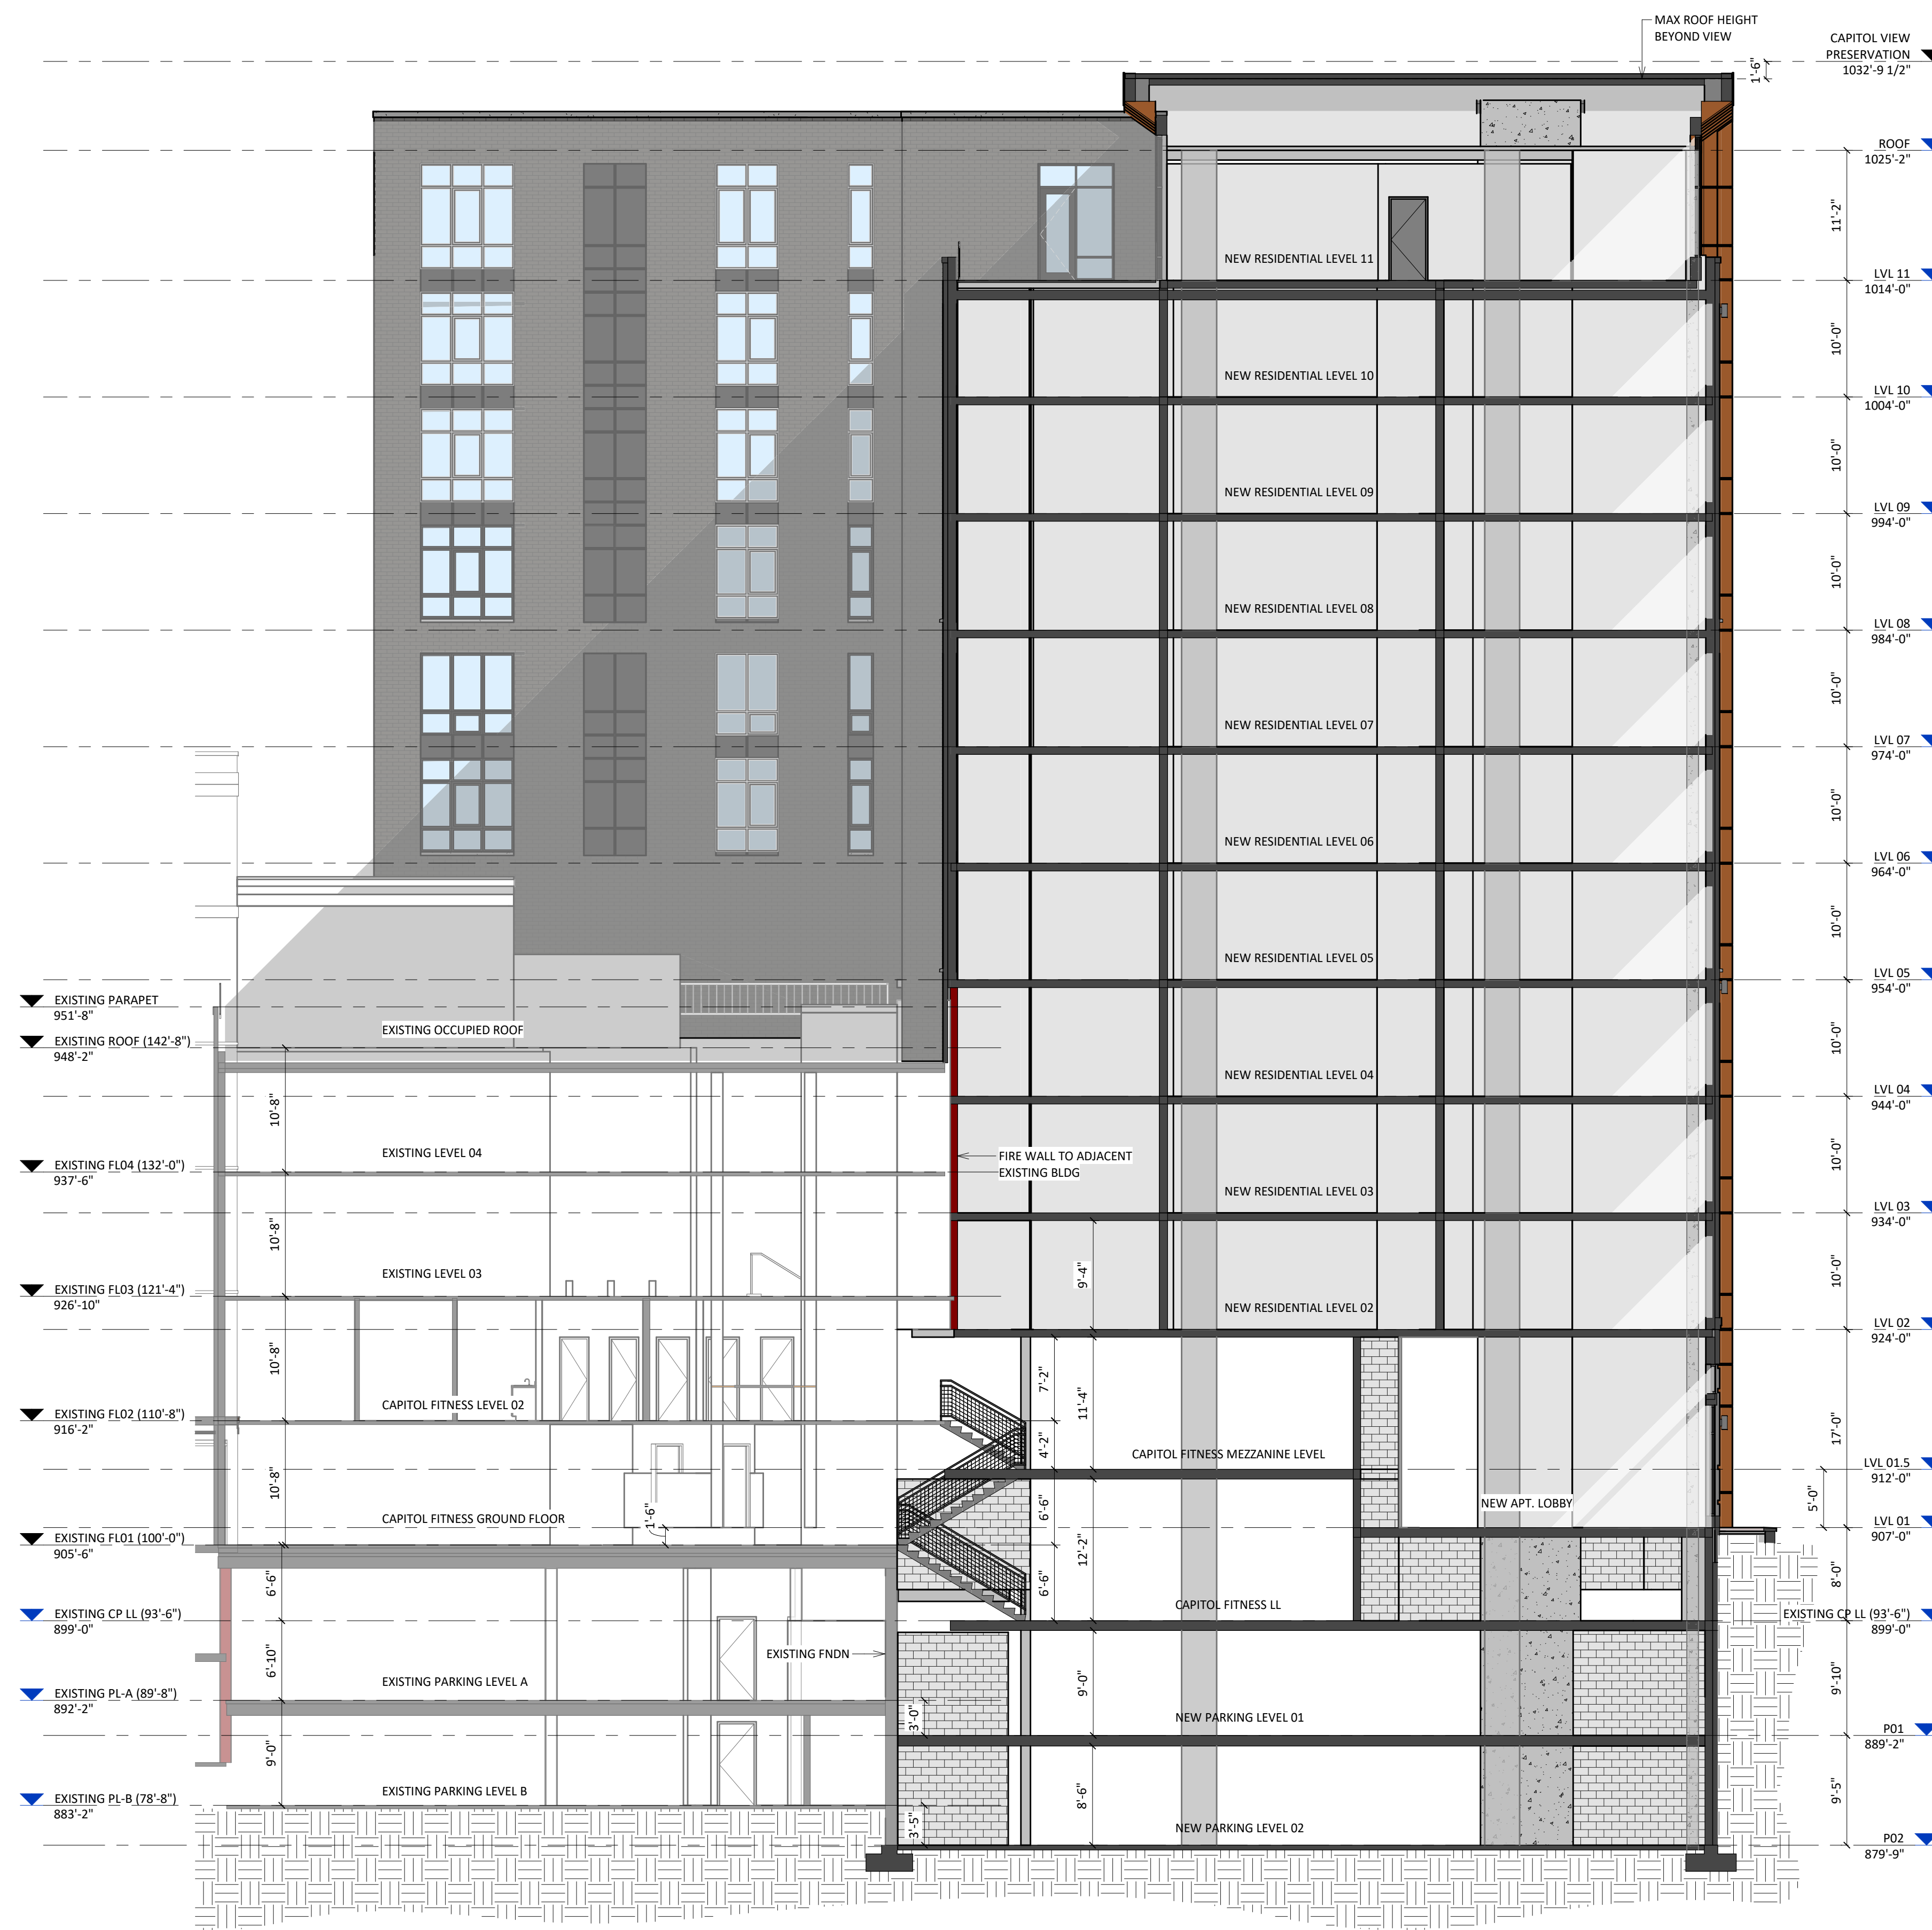 MAX ROOF HEIGHT
BEYOND VIEW
CAPITOL VIEW
PRESERVATION
1032'-9 1/2"
1'-6"
ROOF
1025'-2"
11'-2"
NEW RESIDENTIAL LEVEL 11
LVL 11
1014'-0"
10'-0"
NEW RESIDENTIAL LEVEL 10
LVL 10
1004'-0"
10'-0"
NEW RESIDENTIAL LEVEL 09
LVL 09
994'-0"
10'-0"
NEW RESIDENTIAL LEVEL 08
LVL 08
984'-0"
10'-0"
NEW RESIDENTIAL LEVEL 07
LVL 07
974'-0"
10'-0"
NEW RESIDENTIAL LEVEL 06
LVL 06
964'-0"
10'-0"
NEW RESIDENTIAL LEVEL 05
LVL 05
954'-0"
10'-0"
NEW RESIDENTIAL LEVEL 04
LVL 04
944'-0"
10'-0"
NEW RESIDENTIAL LEVEL 03
LVL 03
934'-0"
10'-0"
NEW RESIDENTIAL LEVEL 02
LVL 02
924'-0"
17'-0"
LVL 01.5
912'-0"
5'-0"
LVL 01
907'-0"
8'-0"
EXISTING CP LL (93'-6")
899'-0"
9'-10"
P01
889'-2"
9'-5"
P02
879'-9"
EXISTING PARAPET
951'-8"
EXISTING OCCUPIED ROOF
EXISTING ROOF (142'-8")
948'-2"
10'-8"
EXISTING LEVEL 04
EXISTING FL04 (132'-0")
937'-6"
10'-8"
EXISTING LEVEL 03
EXISTING FL03 (121'-4")
926'-10"
10'-8"
CAPITOL FITNESS LEVEL 02
EXISTING FL02 (110'-8")
916'-2"
10'-8"
CAPITOL FITNESS GROUND FLOOR
1'-6"
EXISTING FL01 (100'-0")
905'-6"
6'-6"
EXISTING CP LL (93'-6")
899'-0"
6'-10"
EXISTING PARKING LEVEL A
EXISTING PL-A (89'-8")
892'-2"
9'-0"
EXISTING PARKING LEVEL B
EXISTING PL-B (78'-8")
883'-2"
FIRE WALL TO ADJACENT
EXISTING BLDG
9'-4"
7'-2"
11'-4"
4'-2"
CAPITOL FITNESS MEZZANINE LEVEL
NEW APT. LOBBY
6'-6"
12'-2"
6'-6"
CAPITOL FITNESS LL
EXISTING FNDN
9'-0"
3'-0"
NEW PARKING LEVEL 01
8'-6"
3'-5"
NEW PARKING LEVEL 02